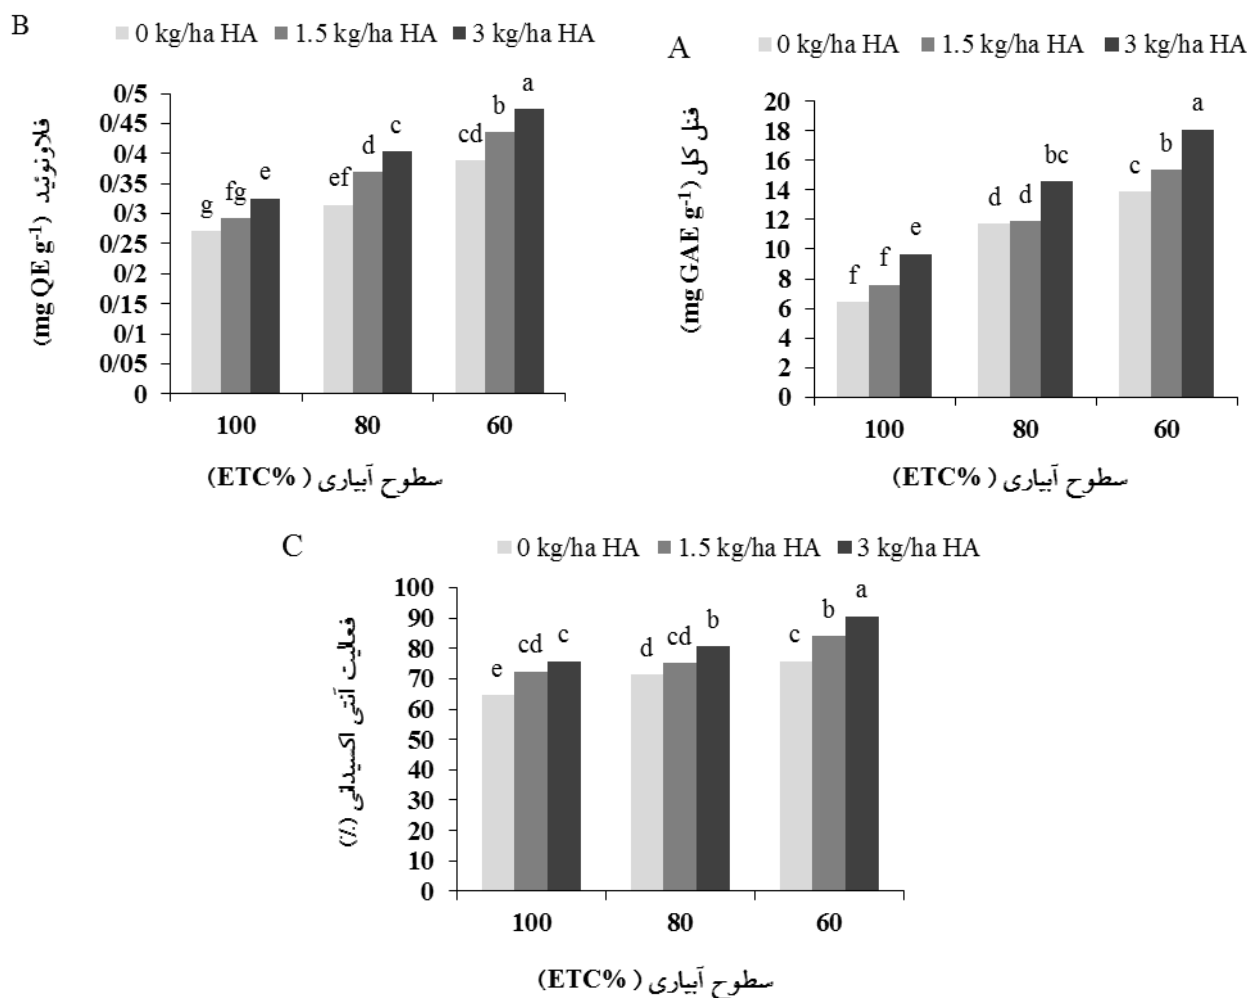 B
0 kg/ha HA 1.5 kg/ha HA 3 kg/ha HA
فلاونوئید (mg QE g-1)
0/5
0/45
0/4
0/35
0/3
0/25
0/2
0/15
0/1
0/05
0
g fg e
ef d c
cd b a
100 80 60
سطوح آبیاری (ETC%)
A
0 kg/ha HA 1.5 kg/ha HA 3 kg/ha HA
فنل کل (mg GAE g-1)
20
18
16
14
12
10
8
6
4
2
0
f f e
d d bc
c b a
100 80 60
سطوح آبیاری (ETC%)
C
0 kg/ha HA 1.5 kg/ha HA 3 kg/ha HA
فعالیت آنتی اکسیدانی (٪)
100
90
80
70
60
50
40
30
20
10
0
e cd c
d cd b
c b a
100 80 60
سطوح آبیاری (ETC%)